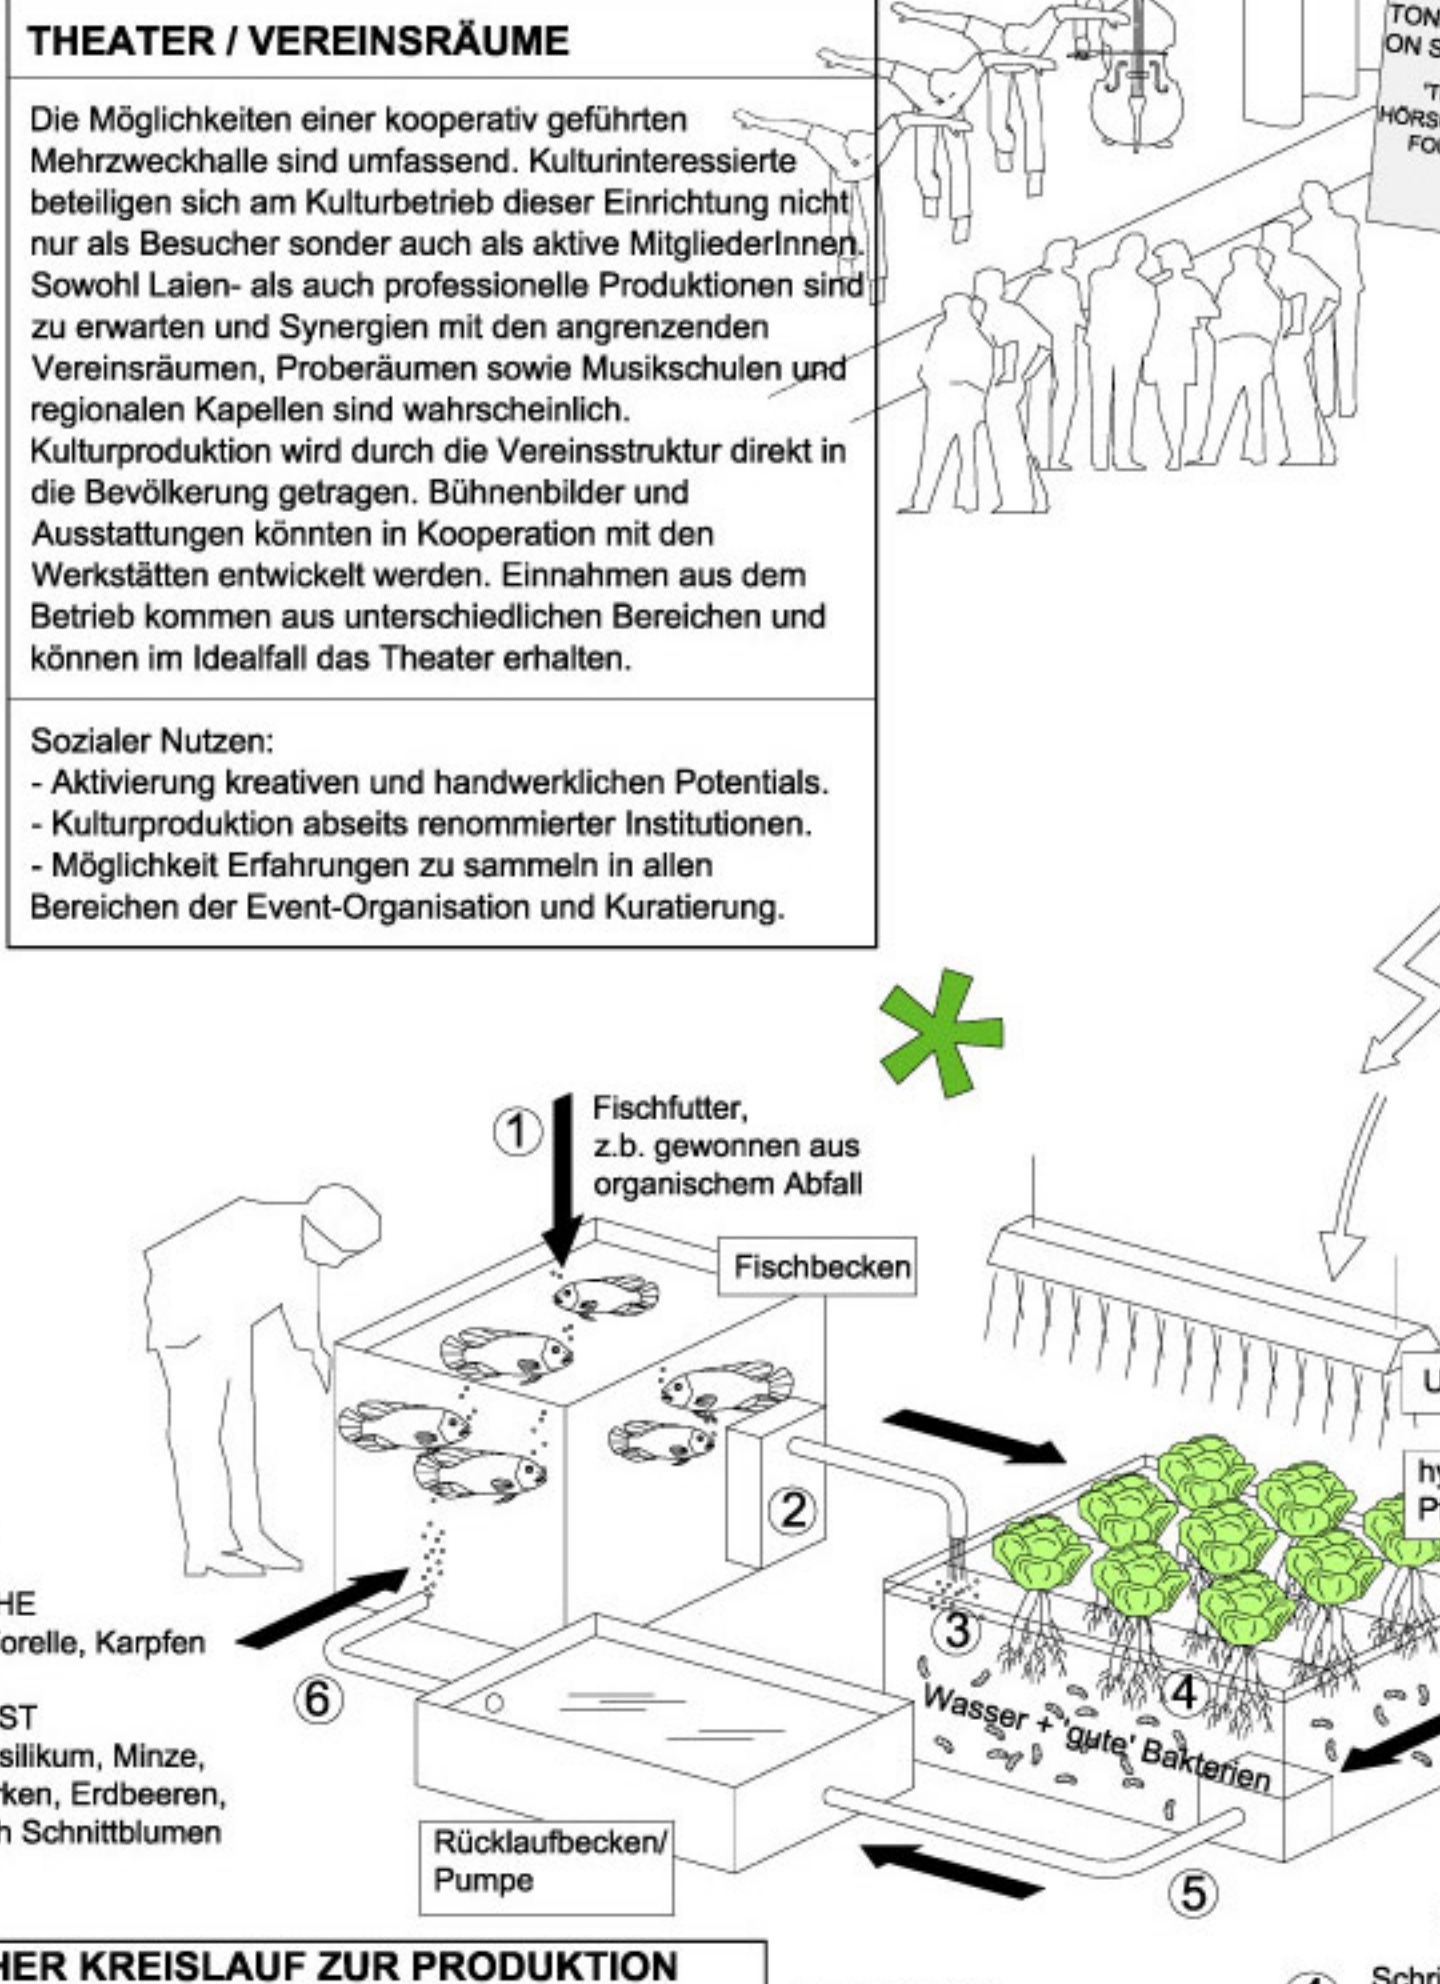 THEATER / VEREINSRÄUME
Die Möglichkeiten einer kooperativ geführten
Mehrzweckhalle sind umfassend. Kulturinteressierte
beteiligen sich am Kulturbetrieb dieser Einrichtung nicht
nur als Besucher sonder auch als aktive MitgliederInnen.
Sowohl Laien- als auch professionelle Produktionen sind
zu erwarten und Synergien mit den angrenzenden
Vereinsräumen, Proberäumen sowie Musikschulen und
regionalen Kapellen sind wahrscheinlich.
Kulturproduktion wird durch die Vereinsstruktur direkt in
die Bevölkerung getragen. Bühnenbilder und
Ausstattungen könnten in Kooperation mit den
Werkstätten entwickelt werden. Einnahmen aus dem
Betrieb kommen aus unterschiedlichen Bereichen und
können im Idealfall das Theater erhalten.
Sozialer Nutzen:
- Aktivierung kreativen und handwerklichen Potentials.
- Kulturproduktion abseits renommierter Institutionen.
- Möglichkeit Erfahrungen zu sammeln in allen
Bereichen der Event-Organisation und Kuratierung.
TON
ON S
1
Fischfutter,
z.b. gewonnen aus
organischem Abfall
Fischbecken
2
3
4
Wasser + 'gute' Bakterien
5
6
HE
orelle, Karpfen
ST
silikum, Minze,
rken, Erdbeeren,
h Schnittblumen
Rücklaufbecken/
Pumpe
HER KREISLAUF ZUR PRODUKTION